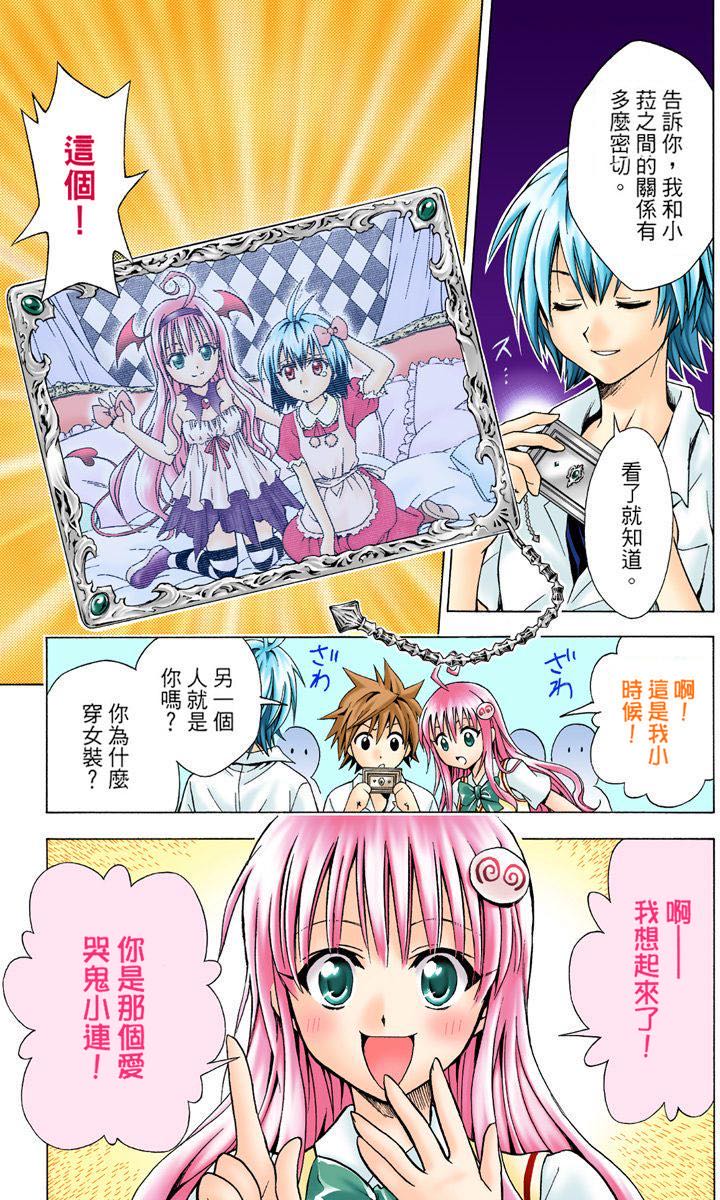 告訴你，我和小
菈之間的關係有
多麼密切。
ス
看了就知道。
這個！
啊！
這是我小
時候！
ざわ
ざわ
另一個
人就是
你嗎？
你為什麼
穿女裝？
啊——
我想起來了！
你是那個愛
哭鬼小連！